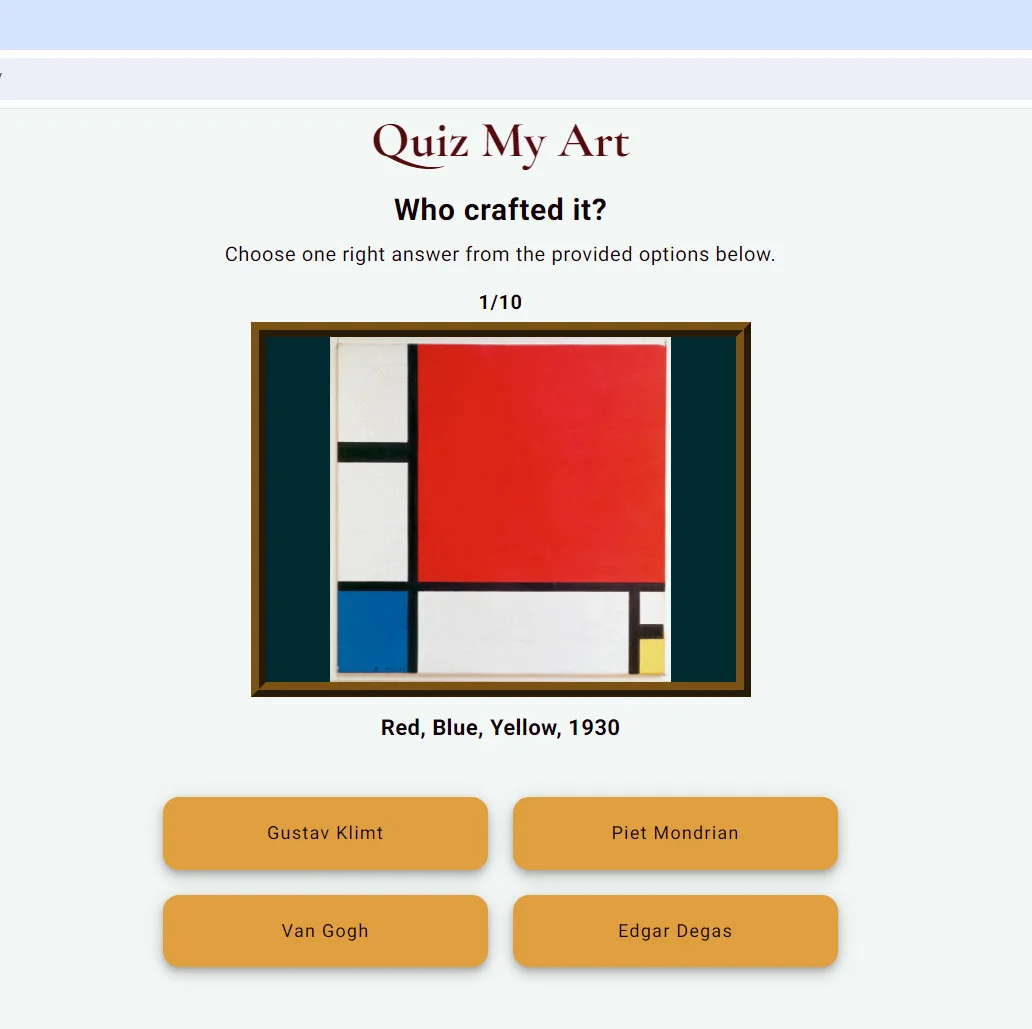 Quiz My Art
Who crafted it?
Choose one right answer from the provided options below.
1/10
Red, Blue, Yellow, 1930
Gustav Klimt
Piet Mondrian
Van Gogh
Edgar Degas